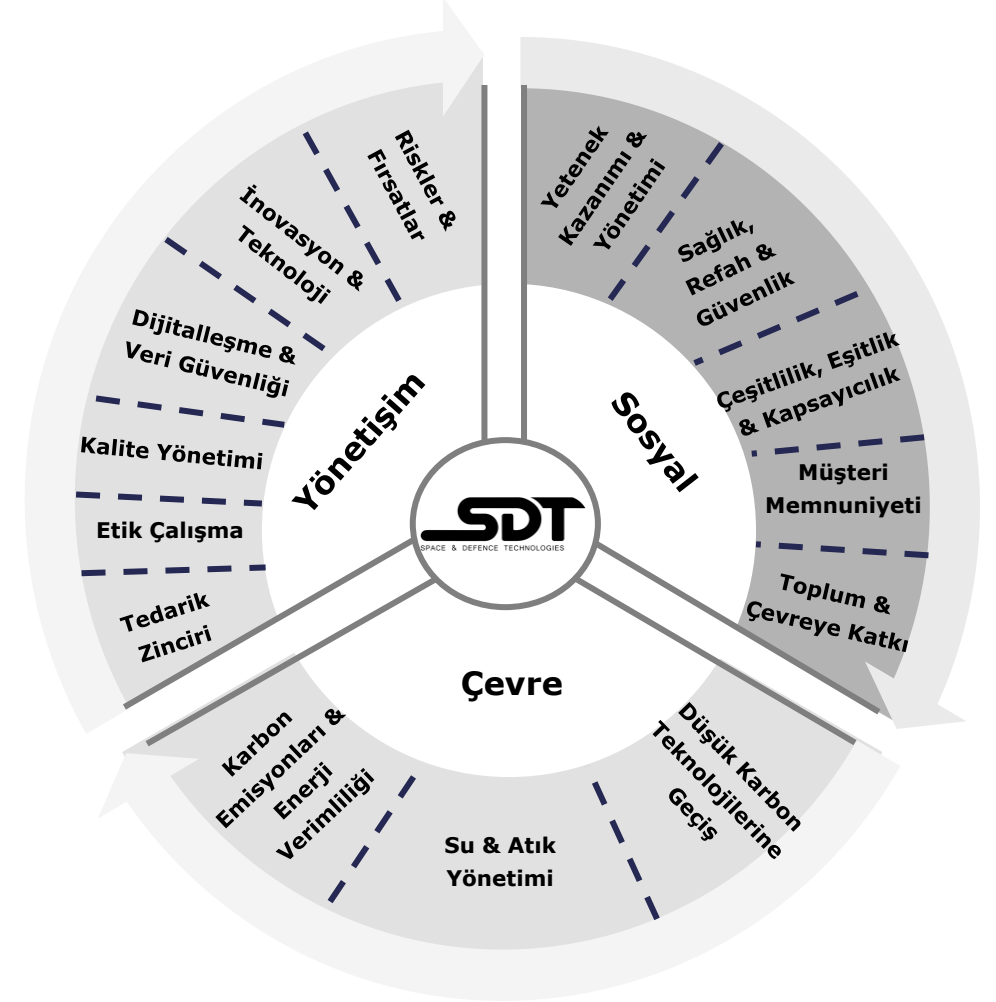 Riskler &
Fırsatlar
İnovasyon &
Teknoloji
Dijitalleşme &
Veri Güvenliği
Kalite Yönetimi
Etik Çalışma
Tedarik
Zinciri
Yönetişim
Yetenek
Kazanımı &
Yönetimi
Sağlık,
Refah &
Güvenlik
Çeşitlilik, Eşitlik
& Kapsayıcılık
Müşteri
Memnuniyeti
Toplum &
Çevreye Katkı
Sosyal
SDT
SPACE & DEFENCE TECHNOLOGIES
Çevre
Karbon
Emisyonları &
Enerji
Verimliliği
Su & Atık
Yönetimi
Düşük Karbon
Teknolojilerine
Geçiş